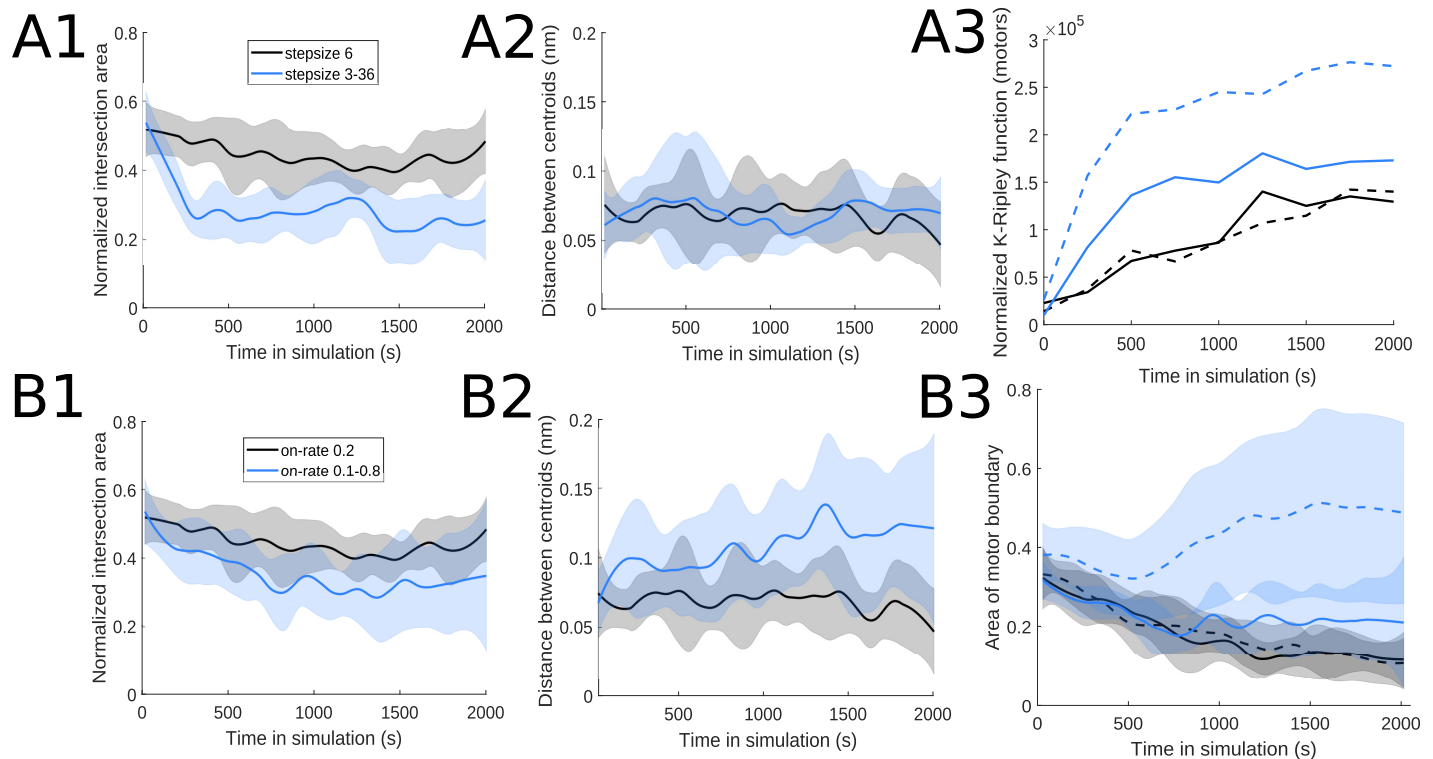 A1
Normalized intersection area
0.8
0.6
0.4
0.2
0
stepsize 6
stepsize 3-36
0
500
1000
1500
2000
Time in simulation (s)
A2
Distance between centroids (nm)
0.2
0.15
0.1
0.05
0
500
1000
1500
2000
Time in simulation (s)
A3
Normalized K-Ripley function (motors)
×10⁵
3
2.5
2
1.5
1
0.5
0
0
500
1000
1500
2000
Time in simulation (s)
B1
Normalized intersection area
0.8
0.6
0.4
0.2
0
on-rate 0.2
on-rate 0.1-0.8
0
500
1000
1500
2000
Time in simulation (s)
B2
Distance between centroids (nm)
0.2
0.15
0.1
0.05
0
500
1000
1500
2000
Time in simulation (s)
B3
Area of motor boundary
0.8
0.6
0.4
0.2
0
0
500
1000
1500
2000
Time in simulation (s)